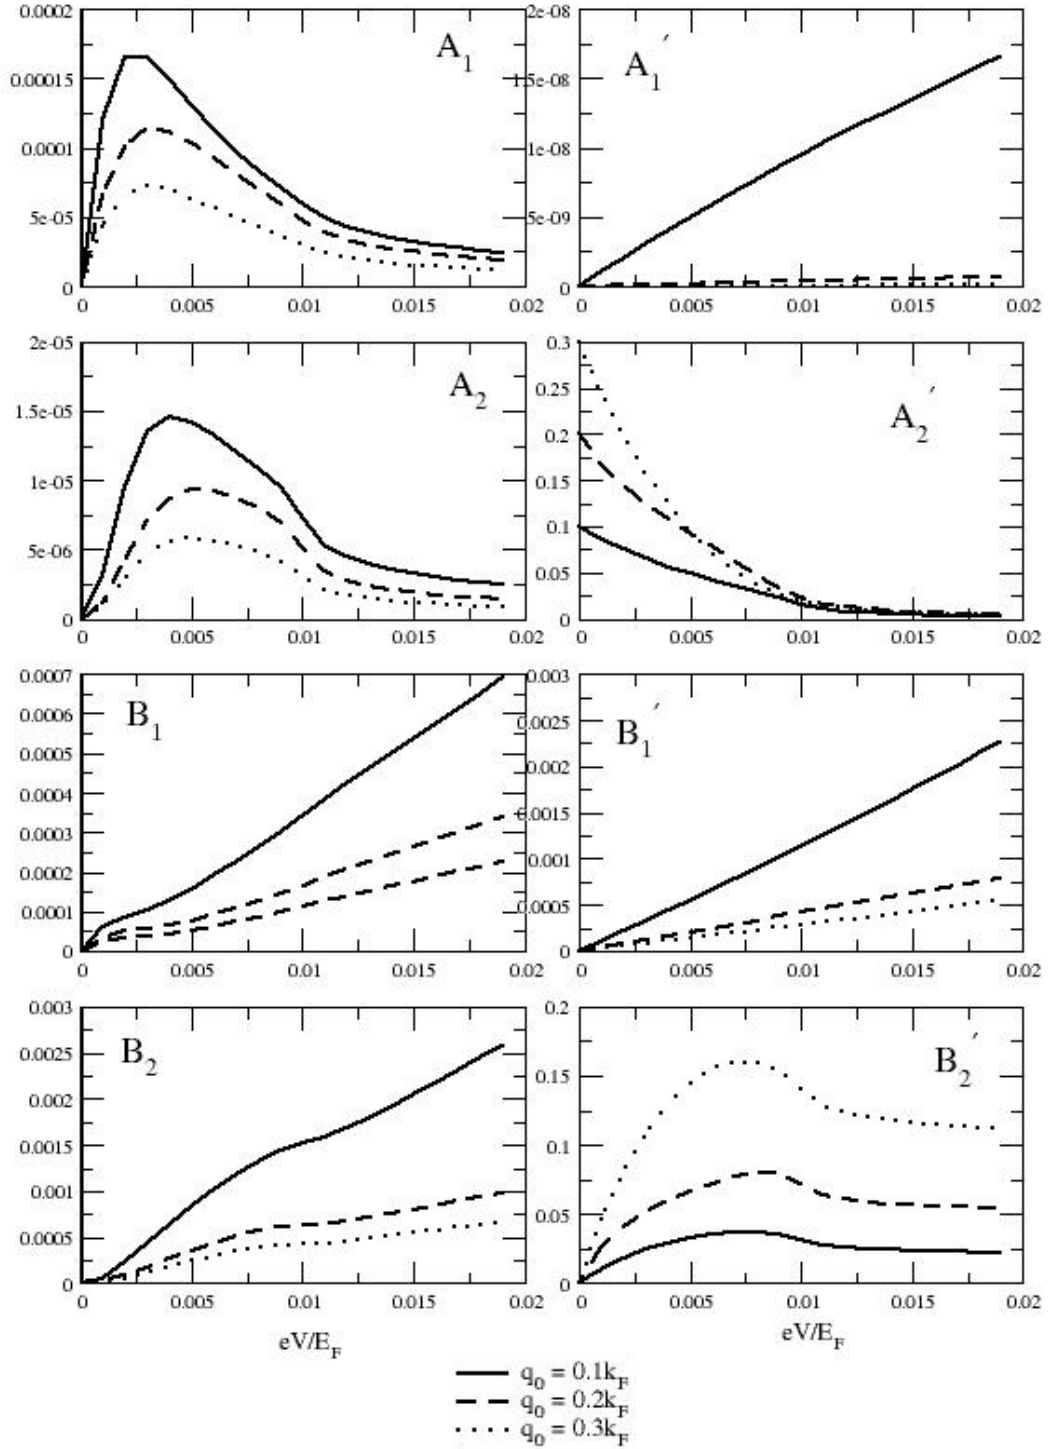 0.0002
0.00015
0.0001
5e-05
0
A1
0 0.005 0.01 0.015 0.02
2e-08
1.5e-08
1e-08
5e-09
0
A1′
0 0.005 0.01 0.015 0.02
2e-05
1.5e-05
1e-05
5e-06
0
A2
0 0.005 0.01 0.015 0.02
0.3
0.25
0.2
0.15
0.1
0.05
0
A2′
0 0.005 0.01 0.015 0.02
0.0007
0.0006
0.0005
0.0004
0.0003
0.0002
0.0001
0
B1
0 0.005 0.01 0.015 0.02
0.003
0.0025
0.002
0.0015
0.001
0.0005
0
B1′
0 0.005 0.01 0.015 0.02
0.003
0.0025
0.002
0.0015
0.001
0.0005
0
B2
0 0.005 0.01 0.015 0.02
eV/EF
0.2
0.15
0.1
0.05
0
B2′
0 0.005 0.01 0.015 0.02
eV/EF
q0 = 0.1kF
q0 = 0.2kF
q0 = 0.3kF